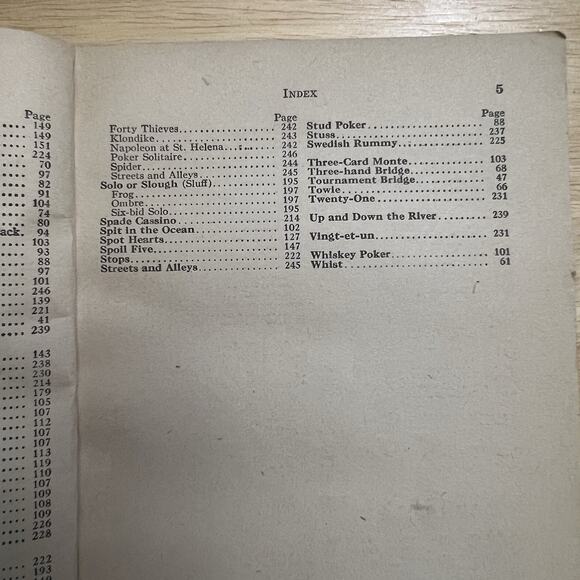 Page
149
149
151
224
70
97
82
91
104
74
80
ack. 94
103
93
88
97
101
246
139
221
41
239
143
238
230
214
179
105
107
112
107
107
113
119
110
107
109
108
109
226
228
222
193
INDEX 5
Page
Forty Thieves 242
Klondike 243
Napoleon at St. Helena 242
Poker Solitaire 246
Spider 244
Streets and Alleys 245
Solo or Slough (Sluff) 195
Frog 197
Ombre 197
Six-bid Solo 195
Spade Cassino 214
Spit in the Ocean 102
Spot Hearts 127
Spoil Five 147
Stops 222
Streets and Alleys 245
Page
Stud Poker 88
Stuss 237
Swedish Rummy 225
Three-Card Monte 103
Three-hand Bridge 68
Tournament Bridge 47
Towle 66
Twenty-One 231
Up and Down the River 239
Vingt-et-un 231
Whiskey Poker 101
Whist 61